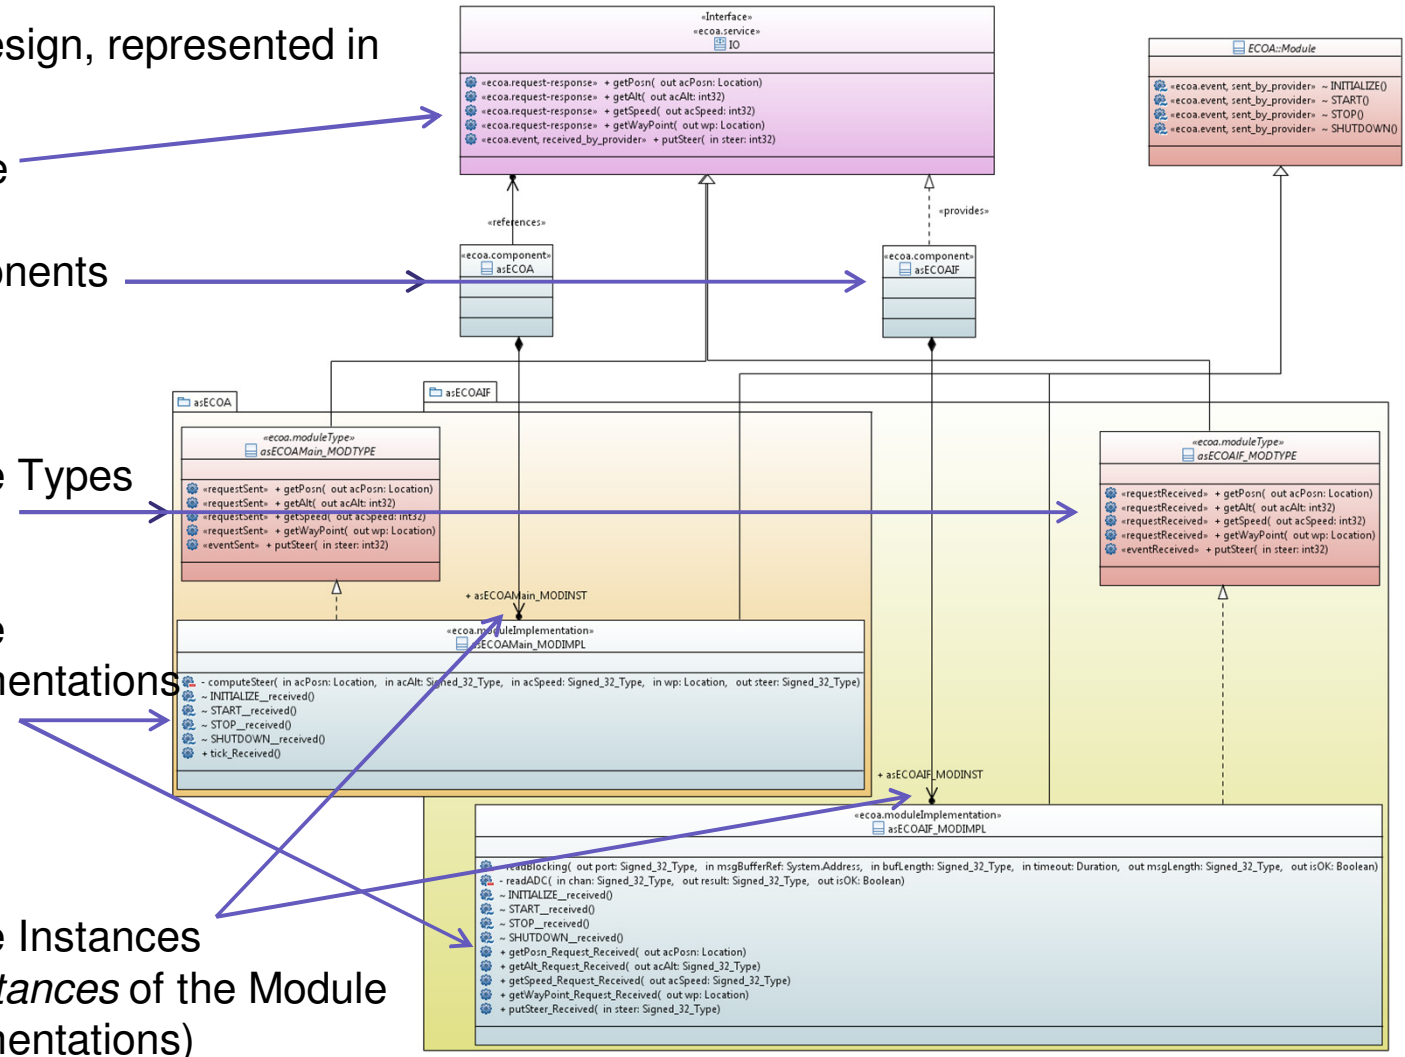 esign, represented in
e
onents
e Types
e
nentations
e Instances
tances of the Module
nentations)
«Interface»
«ecoa.service»
IO
«ecoa.request-response» + getPosn( out acPosn: Location)
«ecoa.request-response» + getAlt( out acAlt: int32)
«ecoa.request-response» + getSpeed( out acSpeed: int32)
«ecoa.request-response» + getWayPoint( out wp: Location)
«ecoa.event, received_by_provider» + putSteer( in steer: int32)
ECOA::Module
«ecoa.event, sent_by_provider» ~ INITIALIZE()
«ecoa.event, sent_by_provider» ~ START()
«ecoa.event, sent_by_provider» ~ STOP()
«ecoa.event, sent_by_provider» ~ SHUTDOWN()
«references»
«provides»
«ecoa.component»
asECOA
«ecoa.component»
asECOAIF
asECOA
asECOAIF
«ecoa.moduleType»
asECOAMain_MODTYPE
«requestSent» + getPosn( out acPosn: Location)
«requestSent» + getAlt( out acAlt: int32)
«requestSent» + getSpeed( out acSpeed: int32)
«requestSent» + getWayPoint( out wp: Location)
«eventSent» + putSteer( in steer: int32)
«ecoa.moduleType»
asECOAIF_MODTYPE
«requestReceived» + getPosn( out acPosn: Location)
«requestReceived» + getAlt( out acAlt: int32)
«requestReceived» + getSpeed( out acSpeed: int32)
«requestReceived» + getWayPoint( out wp: Location)
«eventReceived» + putSteer( in steer: int32)
+ asECOAMain_MODINST
«ecoa.moduleImplementation»
asECOAMain_MODIMPL
- computeSteer( in acPosn: Location, in acAlt: Signed_32_Type, in acSpeed: Signed_32_Type, in wp: Location, out steer: Signed_32_Type)
~ INITIALIZE__received()
~ START__received()
~ STOP__received()
~ SHUTDOWN__received()
+ tick_Received()
+ asECOAIF_MODINST
«ecoa.moduleImplementation»
asECOAIF_MODIMPL
- readBlocking( out port: Signed_32_Type, in msgBufferRef: System.Address, in bufLength: Signed_32_Type, in timeout: Duration, out msgLength: Signed_32_Type, out isOK: Boolean)
- readADC( in chan: Signed_32_Type, out result: Signed_32_Type, out isOK: Boolean)
~ INITIALIZE__received()
~ START__received()
~ STOP__received()
~ SHUTDOWN__received()
+ getPosn_Request_Received( out acPosn: Location)
+ getAlt_Request_Received( out acAlt: Signed_32_Type)
+ getSpeed_Request_Received( out acSpeed: Signed_32_Type)
+ getWayPoint_Request_Received( out wp: Location)
+ putSteer_Received( in steer: Signed_32_Type)